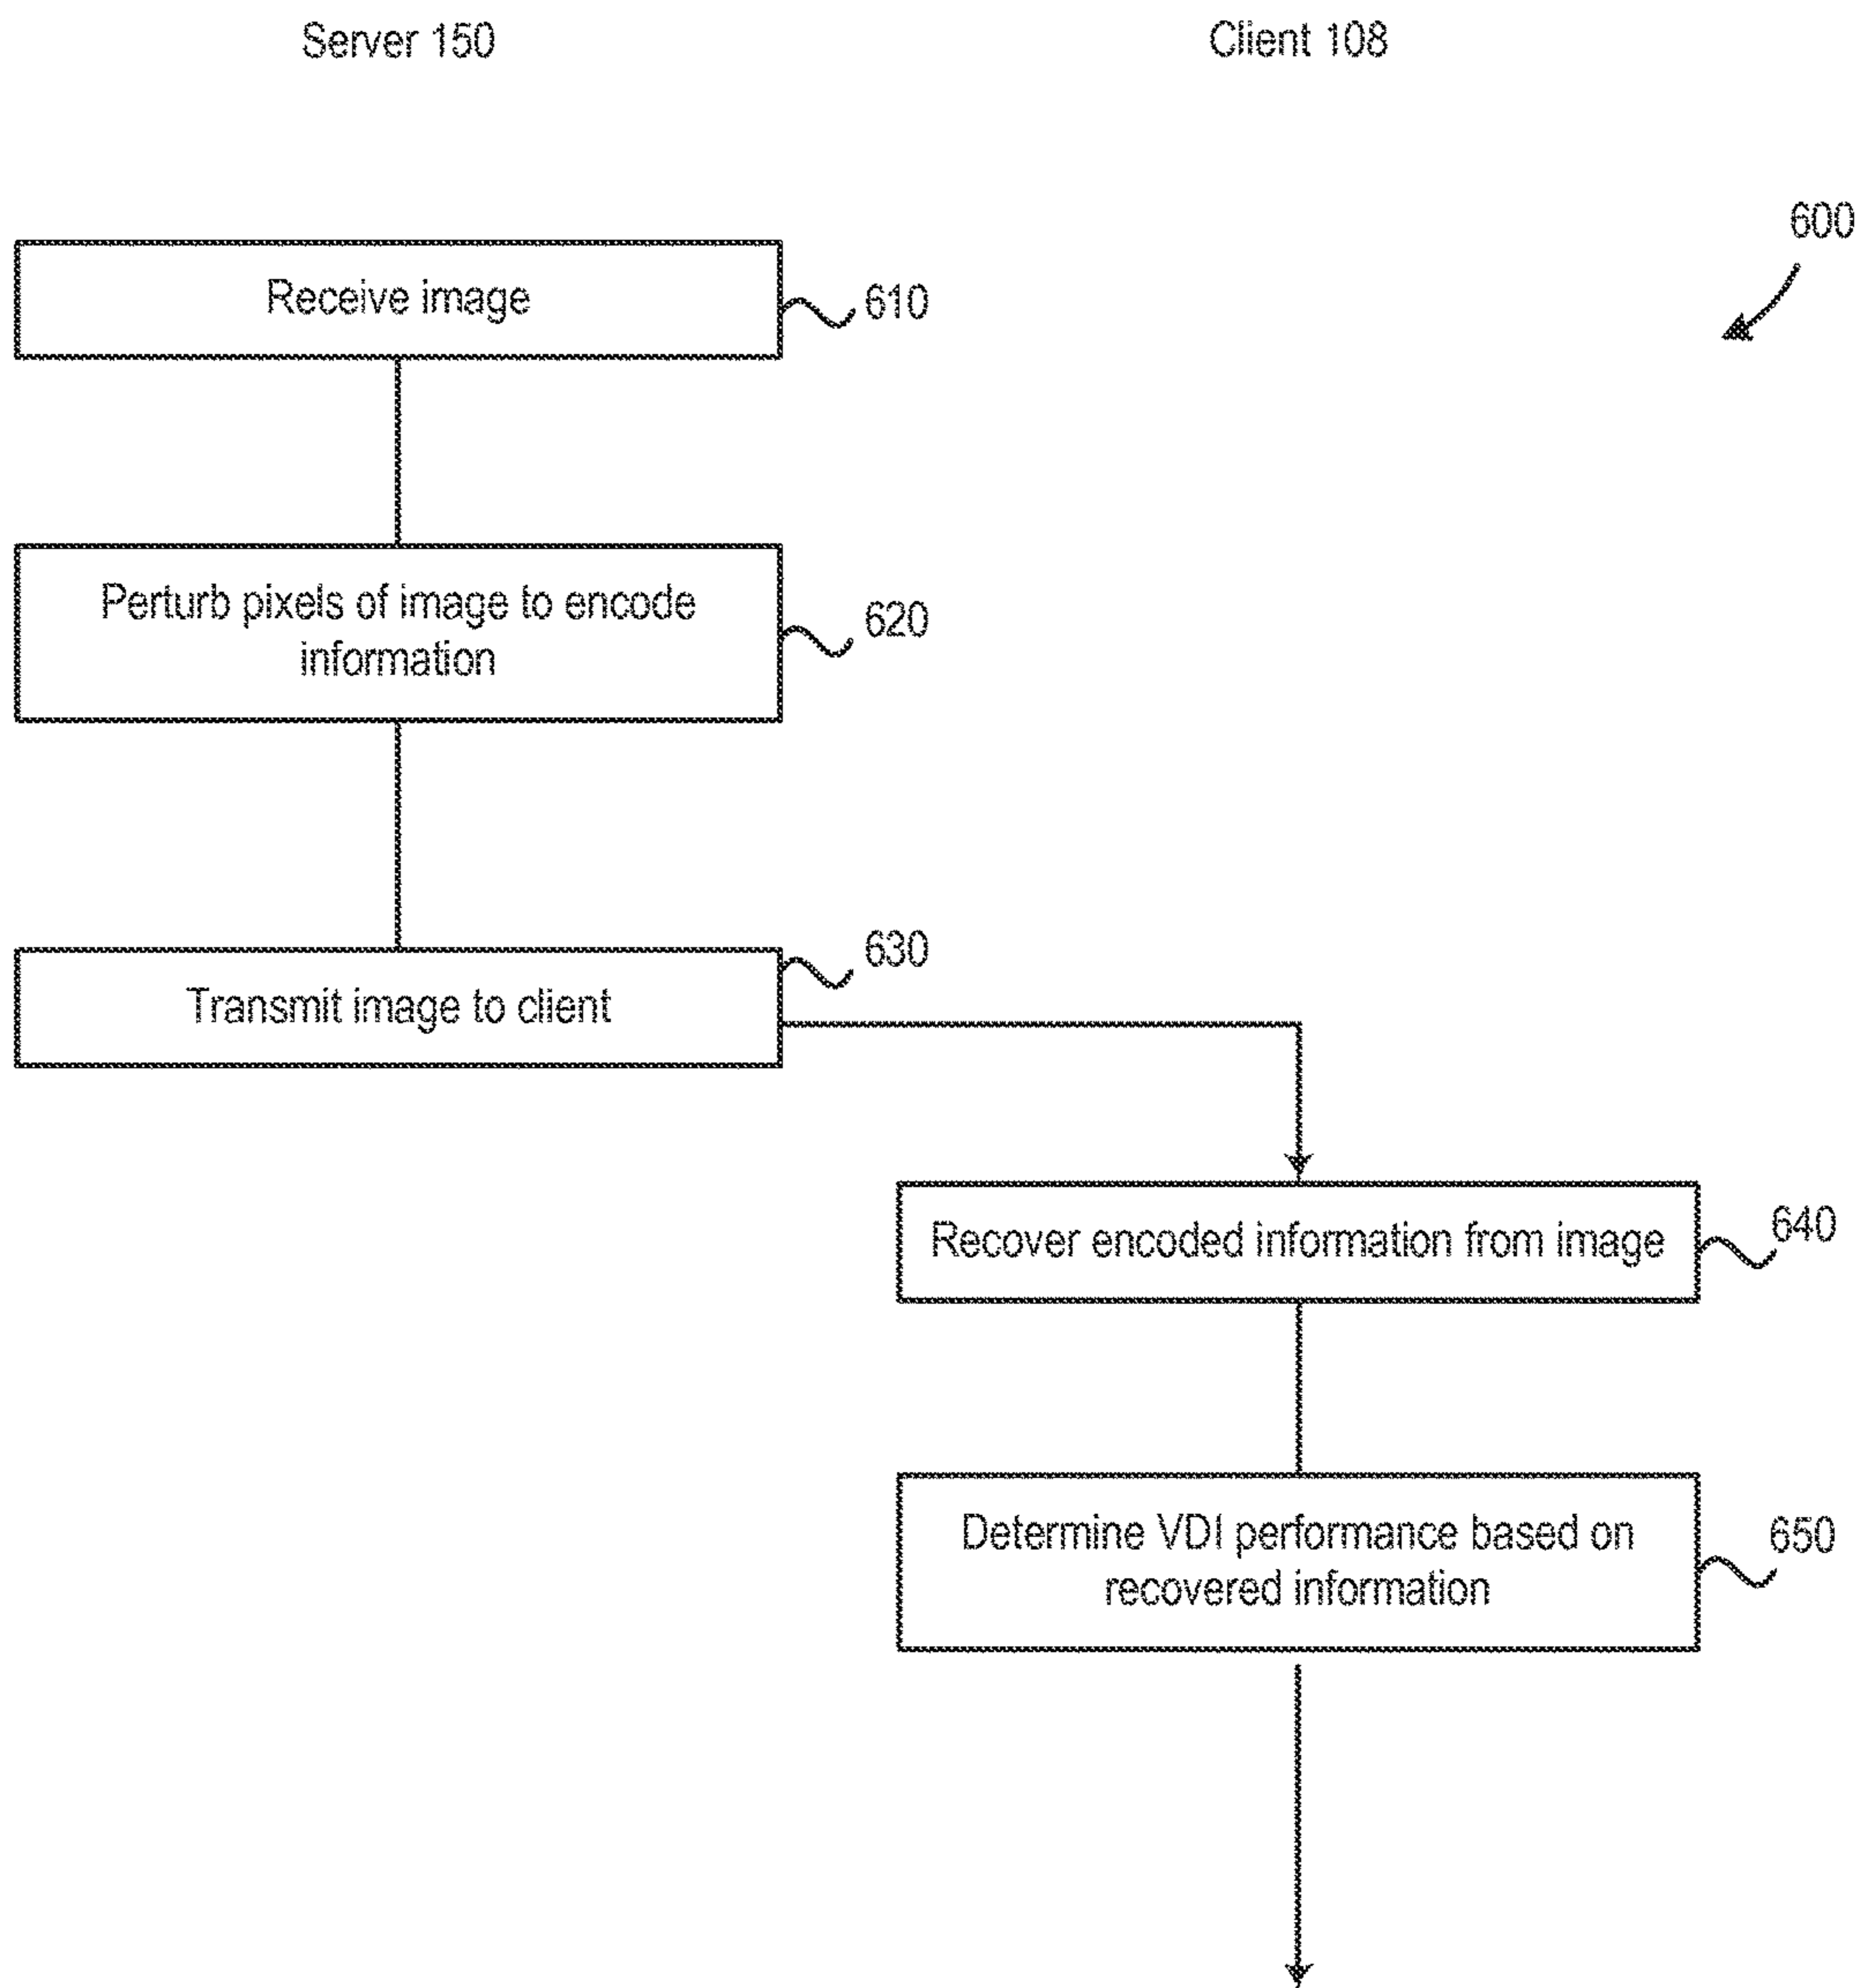 Server 150
Client 108
600
Receive image
610
Perturb pixels of image to encode
information
620
630
Transmit image to client
Recover encoded information from image
640
Determine VDI performance based on
recovered information
650